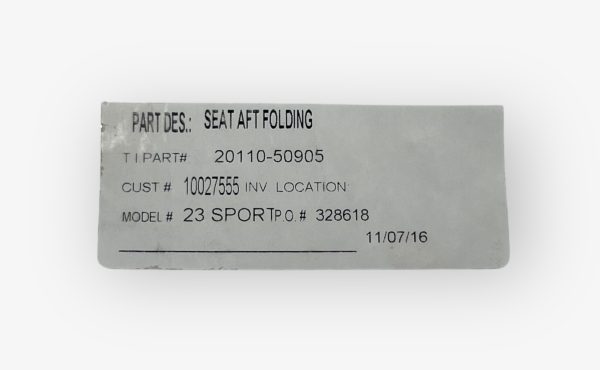 PART DES.: SEAT AFT FOLDING
T I PART# 20110-50905
CUST # 10027555 INV. LOCATION:
MODEL # 23 SPORT P.O. # 328618
11/07/16